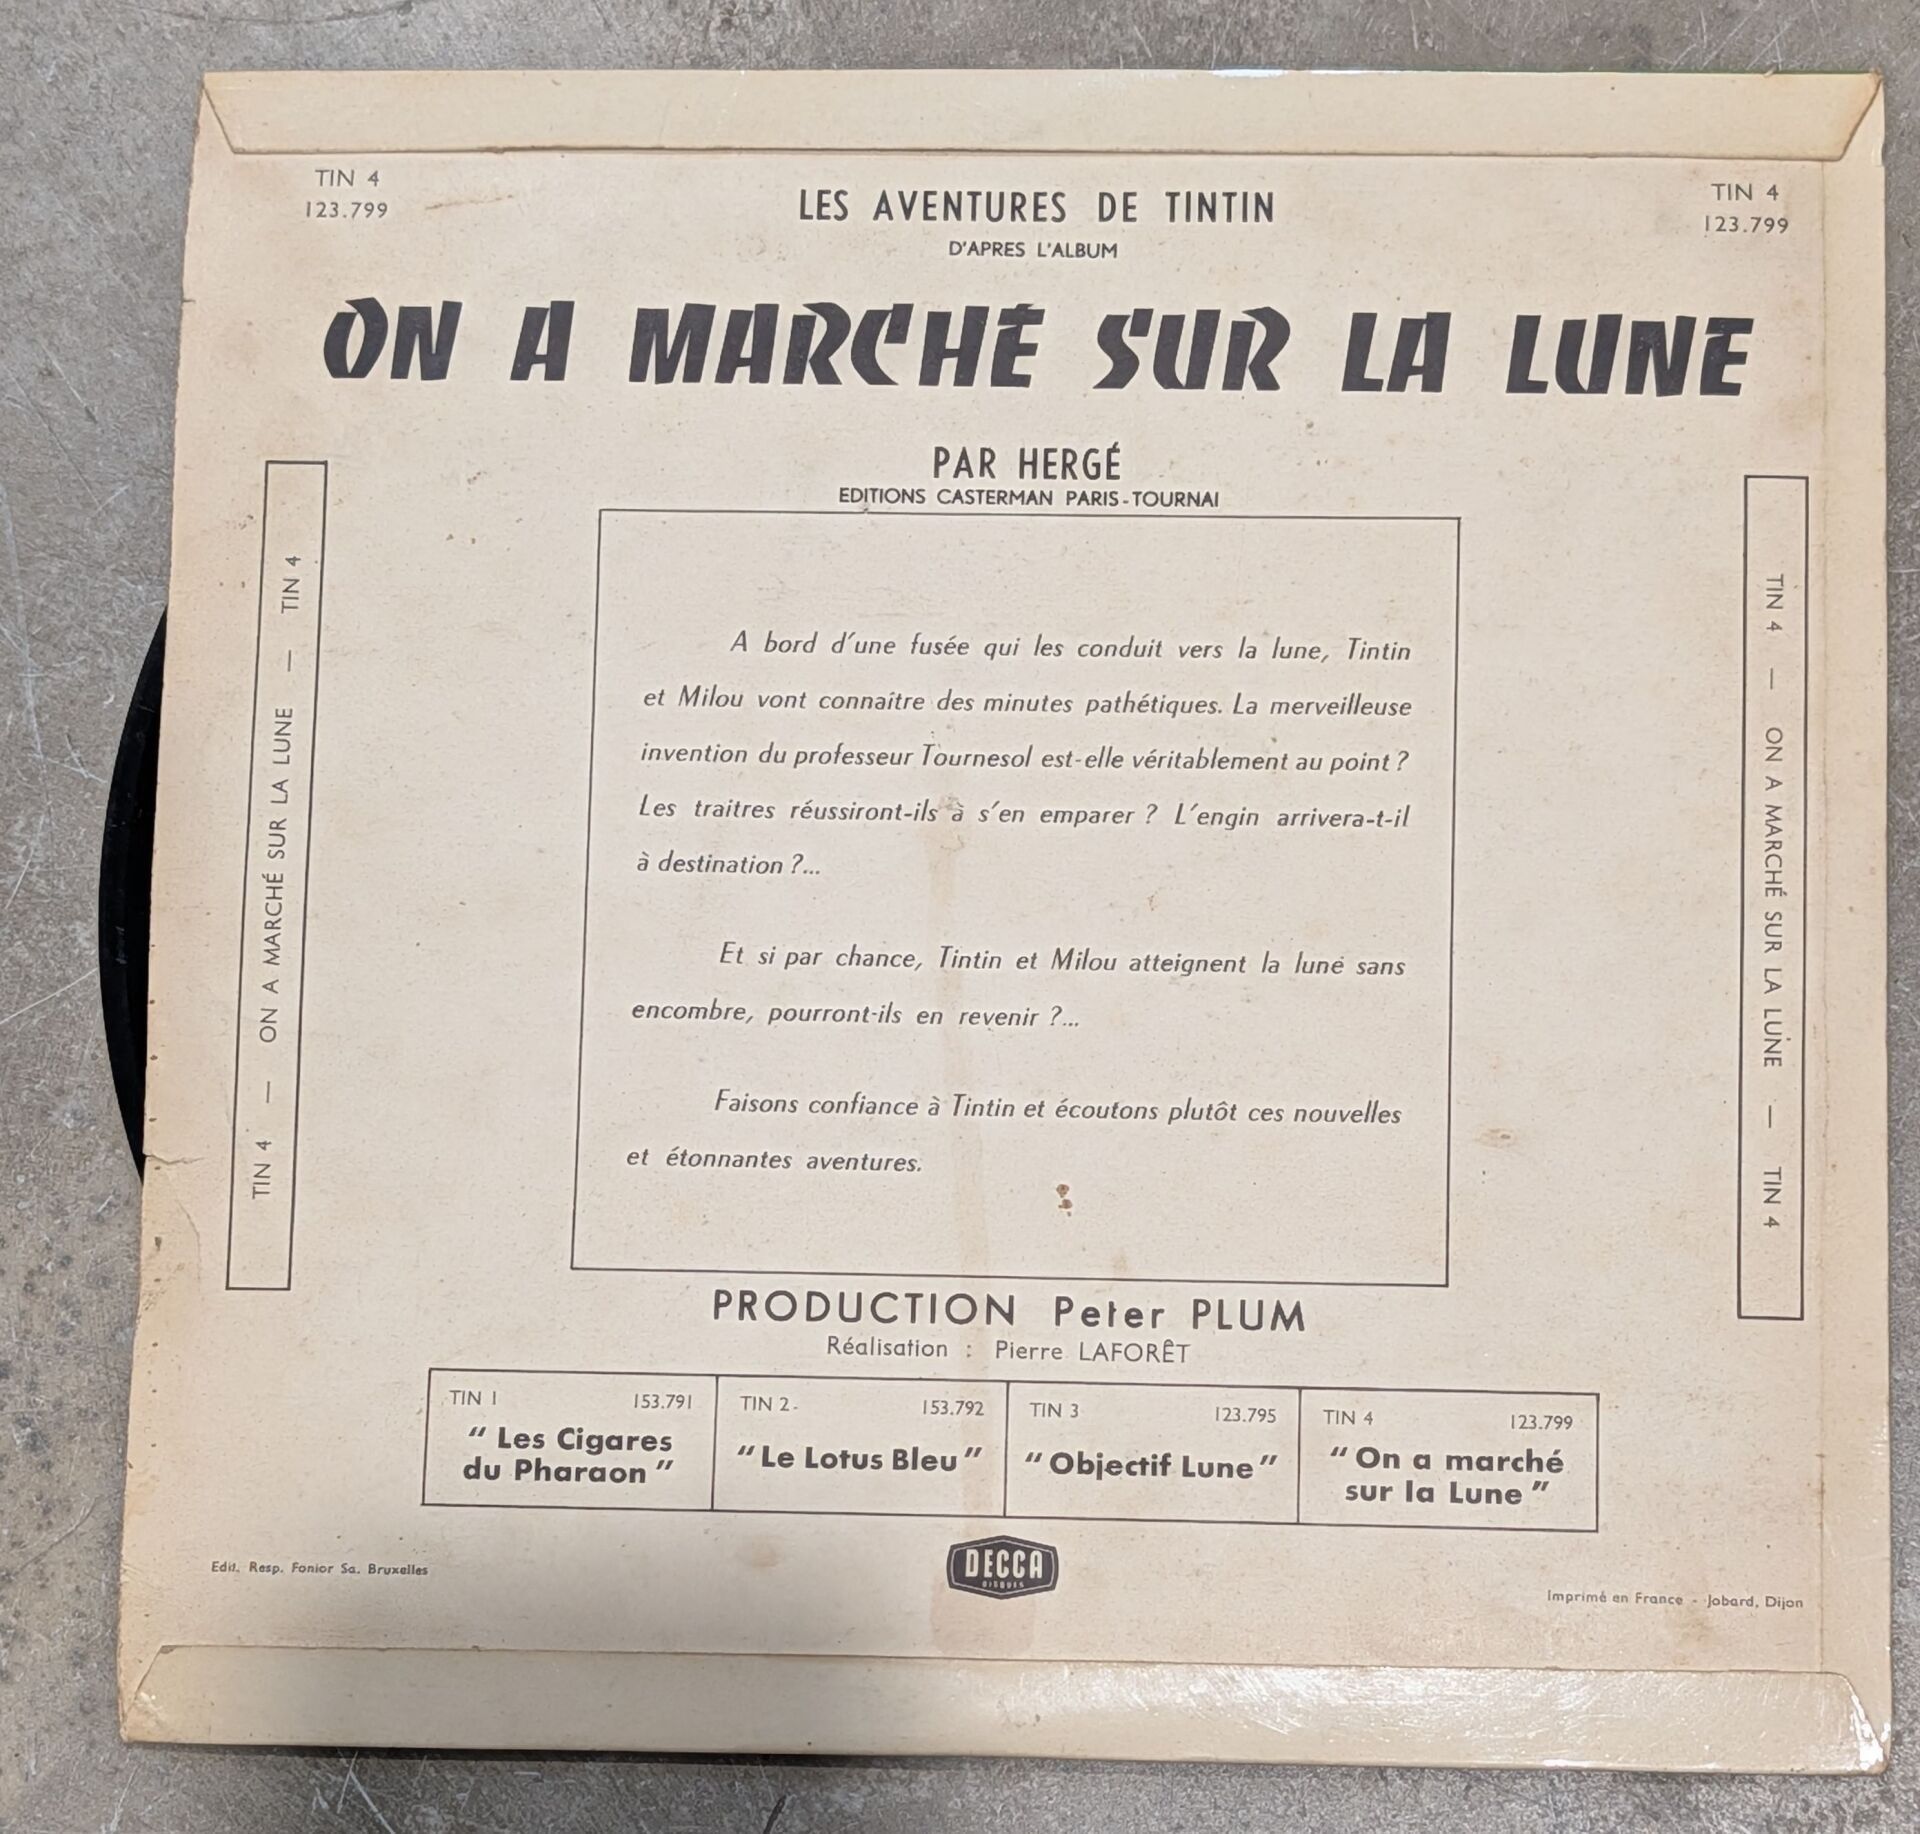 TIN 4
123.799
LES AVENTURES DE TINTIN
D'APRES L'ALBUM
TIN 4
123.799
ON A MARCHÉ SUR LA LUNE
PAR HERGÉ
EDITIONS CASTERMAN PARIS-TOURNAI
TIN 4 — ON A MARCHÉ SUR LA LUNE — TIN 4
A bord d'une fusée qui les conduit vers la lune, Tintin
et Milou vont connaître des minutes pathétiques. La merveilleuse
invention du professeur Tournesol est-elle véritablement au point ?
Les traitres réussiront-ils à s'en emparer ? L'engin arrivera-t-il
à destination ?...
Et si par chance, Tintin et Milou atteignent la lune sans
encombre, pourront-ils en revenir ?...
Faisons confiance à Tintin et écoutons plutôt ces nouvelles
et étonnantes aventures.
TIN 4 — ON A MARCHÉ SUR LA LUNE — TIN 4
PRODUCTION Peter PLUM
Réalisation : Pierre LAFORÊT
TIN 1 153.791
" Les Cigares
du Pharaon "
TIN 2 153.792
" Le Lotus Bleu "
TIN 3 123.795
" Objectif Lune "
TIN 4 123.799
" On a marché
sur la Lune "
Edit. Resp. Fonior Sa. Bruxelles
DECCA
DISQUES
Imprimé en France - Jobard, Dijon